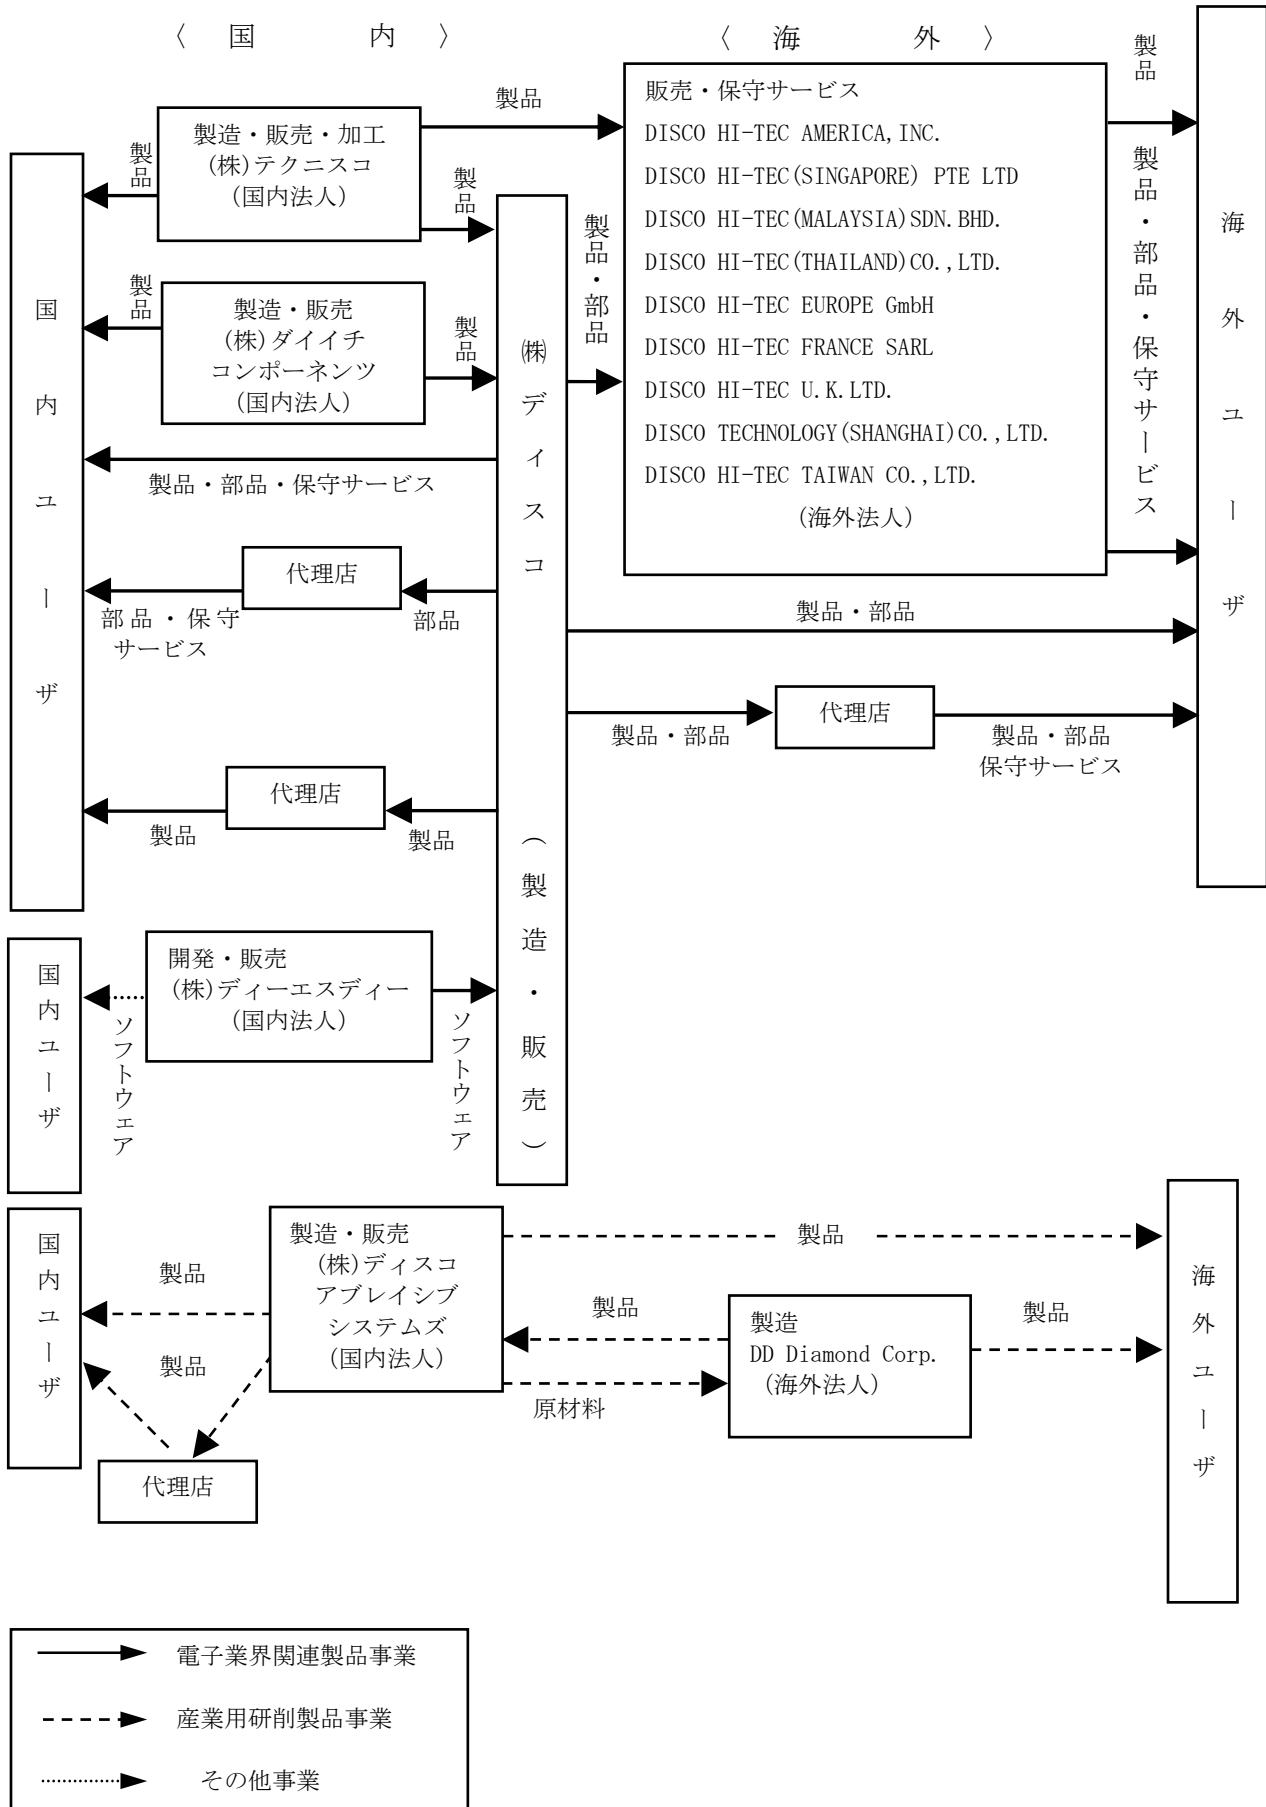 〈 国 内 〉
〈 海 外 〉
製造・販売・加工
(株)テクニスコ
(国内法人)
製品
製品
製品
製造・販売
(株)ダイイチ
コンポーネンツ
(国内法人)
製品
製品
国内ユーザ
製品・部品・保守サービス
代理店
部品・保守
サービス
部品
代理店
製品
製品
㈱ディスコ（製造・販売）
製品・部品
販売・保守サービス
DISCO HI-TEC AMERICA,INC.
DISCO HI-TEC(SINGAPORE) PTE LTD
DISCO HI-TEC(MALAYSIA)SDN.BHD.
DISCO HI-TEC(THAILAND)CO.,LTD.
DISCO HI-TEC EUROPE GmbH
DISCO HI-TEC FRANCE SARL
DISCO HI-TEC U.K.LTD.
DISCO TECHNOLOGY(SHANGHAI)CO.,LTD.
DISCO HI-TEC TAIWAN CO.,LTD.
(海外法人)
製品
製品・部品・保守サービス
海外ユーザ
製品・部品
製品・部品
代理店
製品・部品
保守サービス
国内ユーザ
ソフトウェア
開発・販売
(株)ディーエスディー
(国内法人)
ソフトウェア
国内ユーザ
製品
製品
代理店
製造・販売
(株)ディスコ
アブレイシブ
システムズ
(国内法人)
製品
製品
原材料
製造
DD Diamond Corp.
(海外法人)
製品
海外ユーザ
電子業界関連製品事業
産業用研削製品事業
その他事業